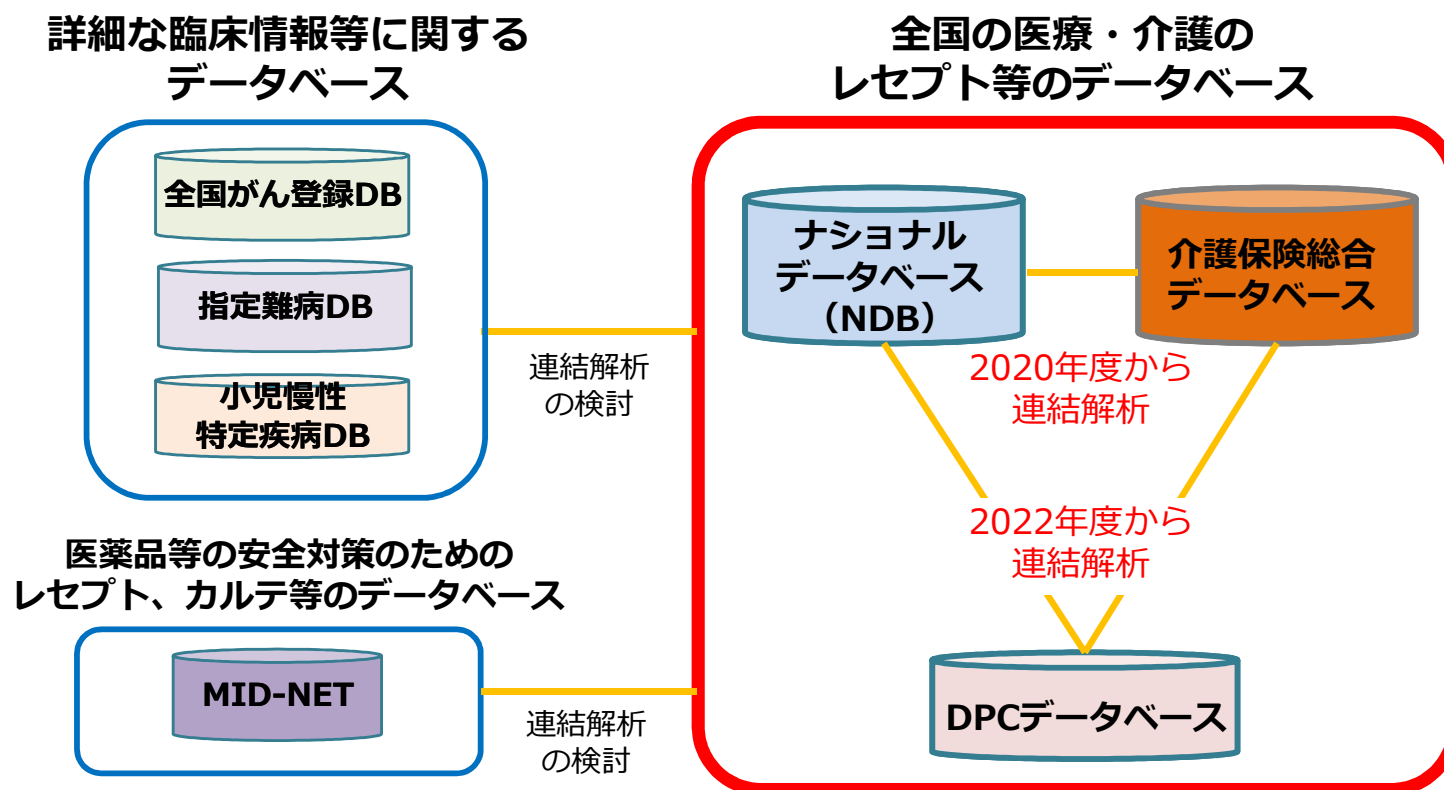 詳細な臨床情報等に関する
データベース
全国がん登録DB
指定難病DB
小児慢性
特定疾病DB
連結解析
の検討
医薬品等の安全対策のための
レセプト、カルテ等のデータベース
MID-NET
連結解析
の検討
全国の医療・介護の
レセプト等のデータベース
ナショナル
データベース
（NDB）
介護保険総合
データベース
2020年度から
連結解析
2022年度から
連結解析
DPCデータベース